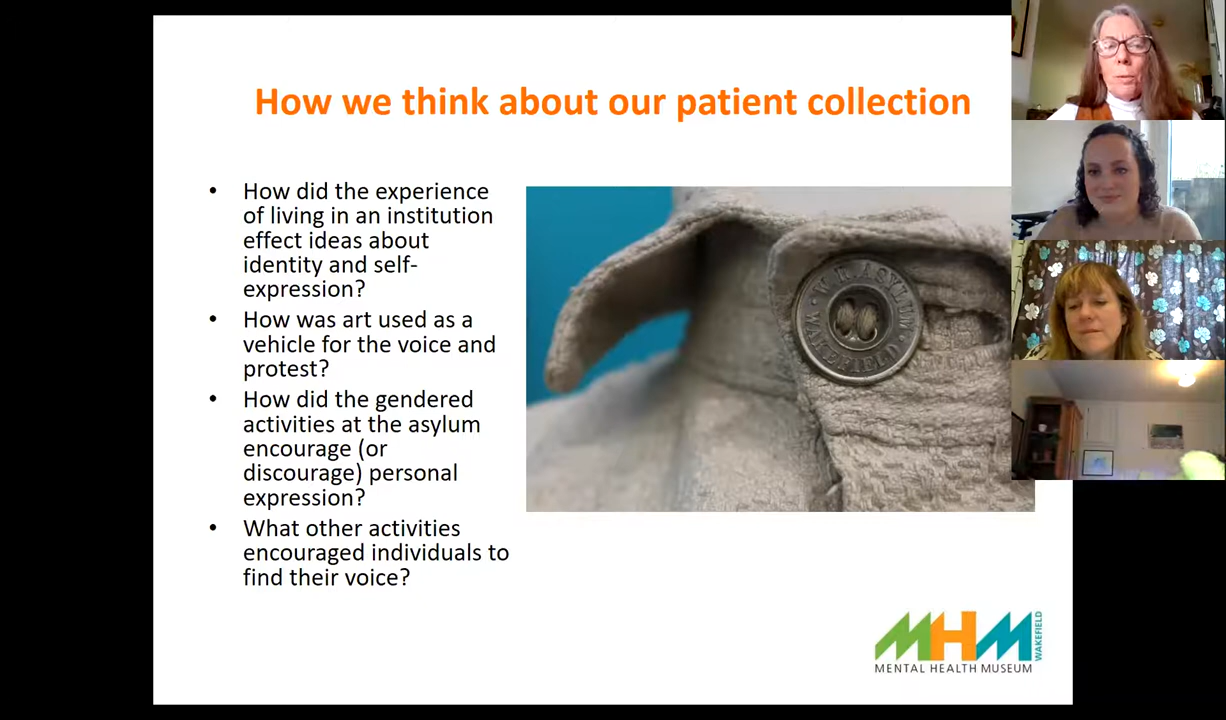 How we think about our patient collection
• How did the experience
of living in an institution
effect ideas about
identity and self-
expression?
• How was art used as a
vehicle for the voice and
protest?
• How did the gendered
activities at the asylum
encourage (or
discourage) personal
expression?
• What other activities
encouraged individuals to
find their voice?
W.R. ASYLUM
WAKEFIELD
MHM
WAKEFIELD
MENTAL HEALTH MUSEUM